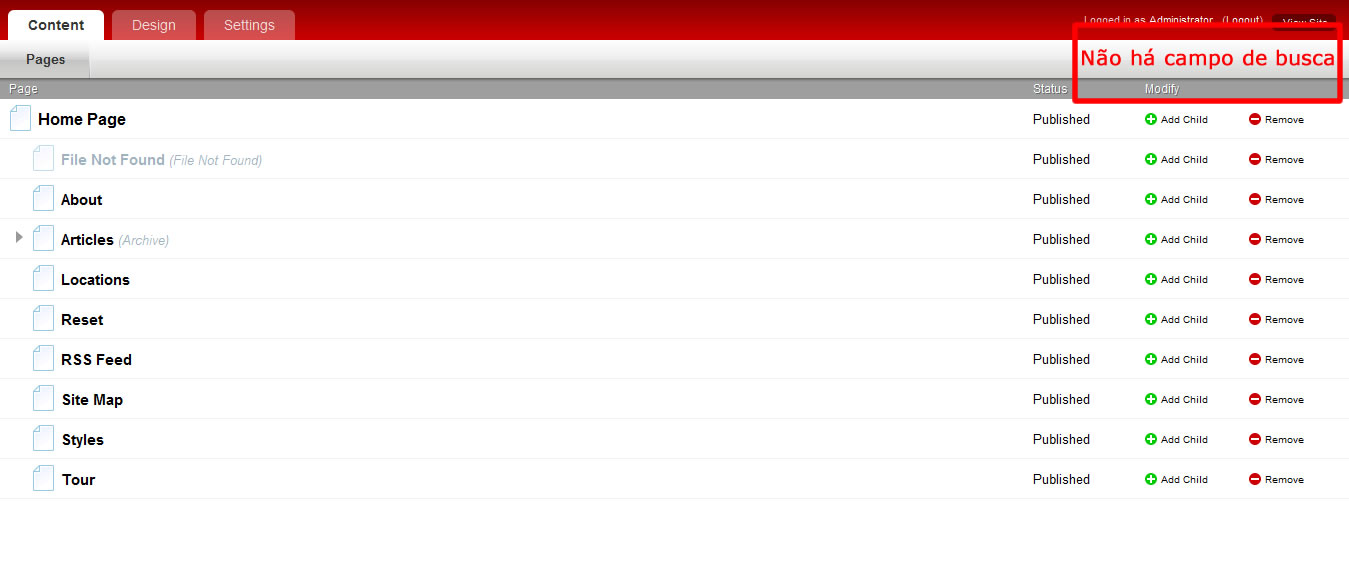 Content Design Settings Logged in as Administrator (Logout) View Site
Pages Não há campo de busca
Page Status Modify
Home Page Published Add Child Remove
File Not Found (File Not Found) Published Add Child Remove
About Published Add Child Remove
Articles (Archive) Published Add Child Remove
Locations Published Add Child Remove
Reset Published Add Child Remove
RSS Feed Published Add Child Remove
Site Map Published Add Child Remove
Styles Published Add Child Remove
Tour Published Add Child Remove